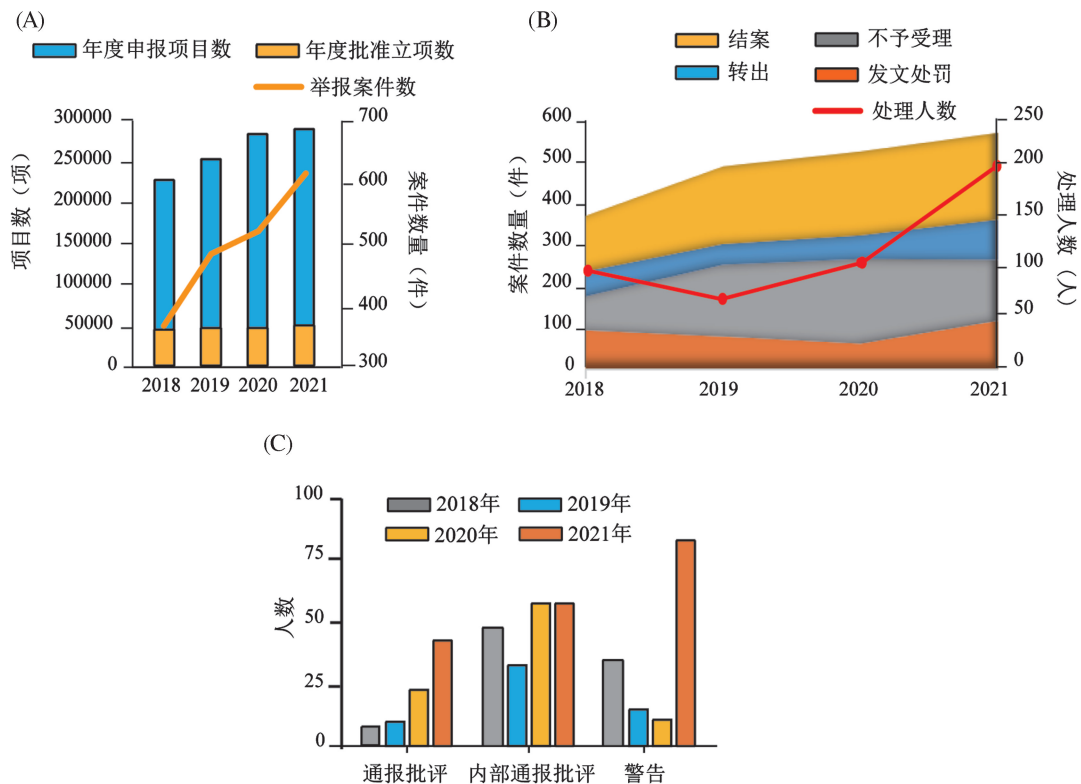 (A)
年度申报项目数 年度批准立项数
举报案件数
项目数（项）
300000
250000
200000
150000
100000
50000
0
700
600
500
400
300
案件数量（件）
2018 2019 2020 2021
(B)
结案 不予受理
转出 发文处罚
处理人数
案件数量（件）
600
500
400
300
200
100
0
250
200
150
100
50
0
处理人数（人）
2018 2019 2020 2021
(C)
2018年 2019年
2020年 2021年
人数
100
75
50
25
0
通报批评 内部通报批评 警告